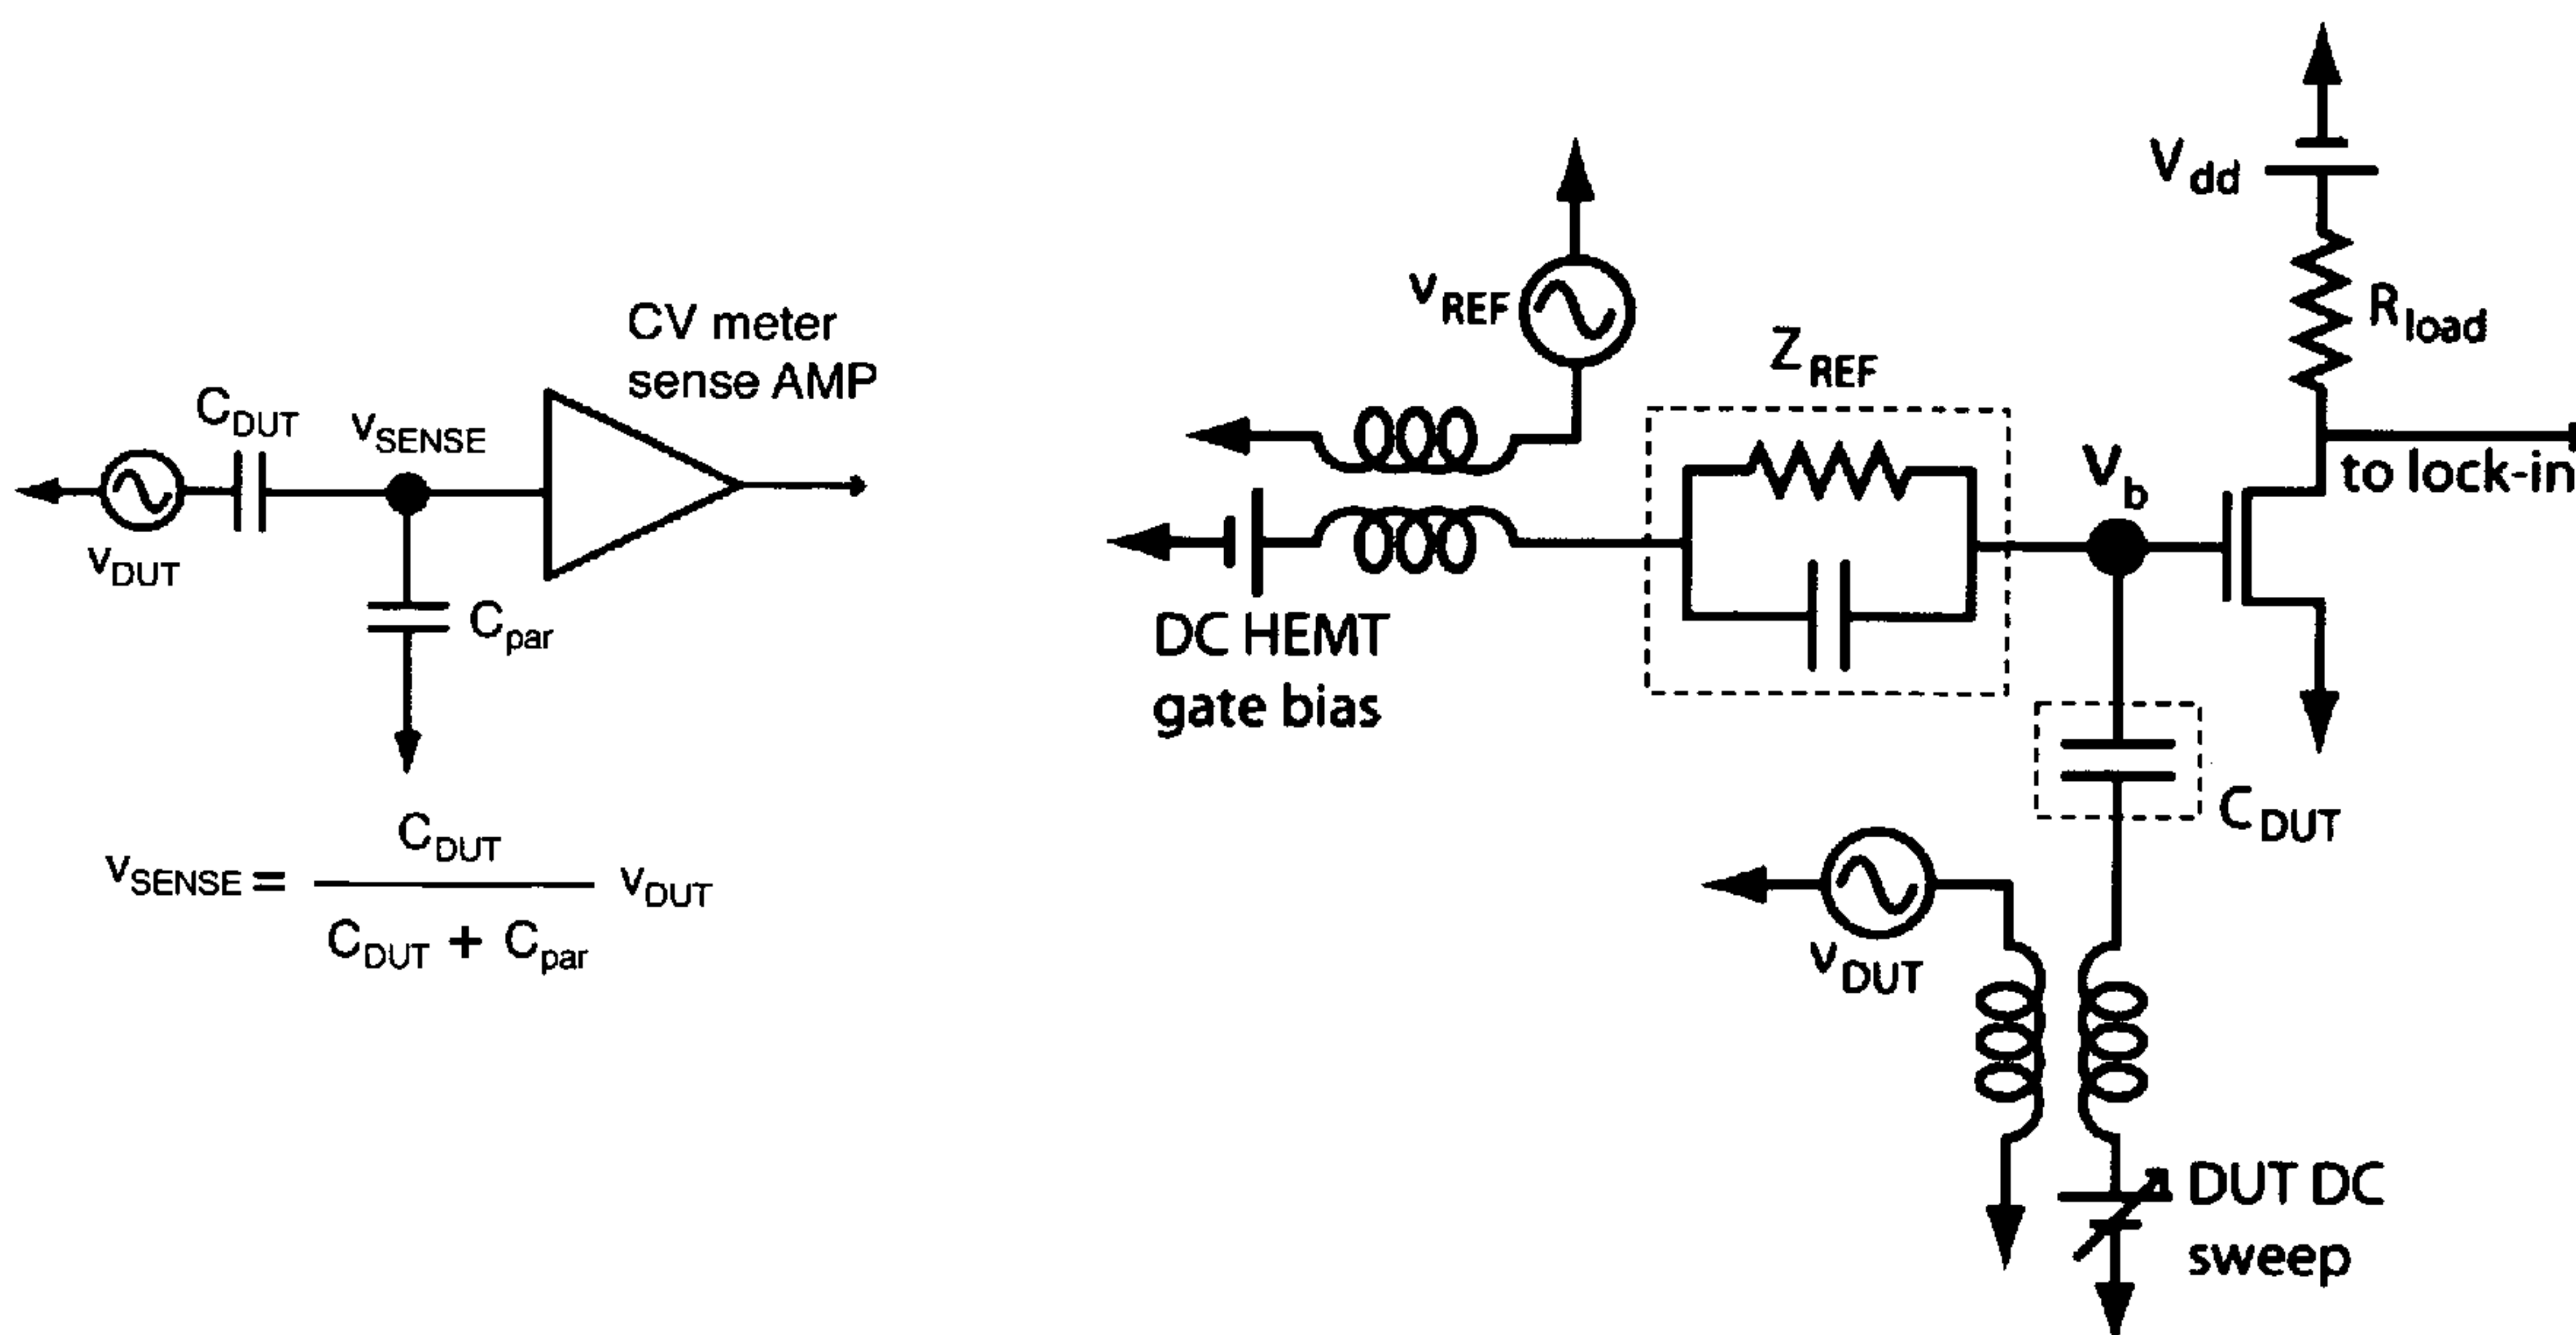 CV meter
sense AMP
C_DUT
v_SENSE
v_DUT
C_par
v_SENSE = C_DUT / (C_DUT + C_par) v_DUT
V_dd
R_load
to lock-in
v_REF
Z_REF
V_b
DC HEMT
gate bias
C_DUT
v_DUT
DUT DC
sweep